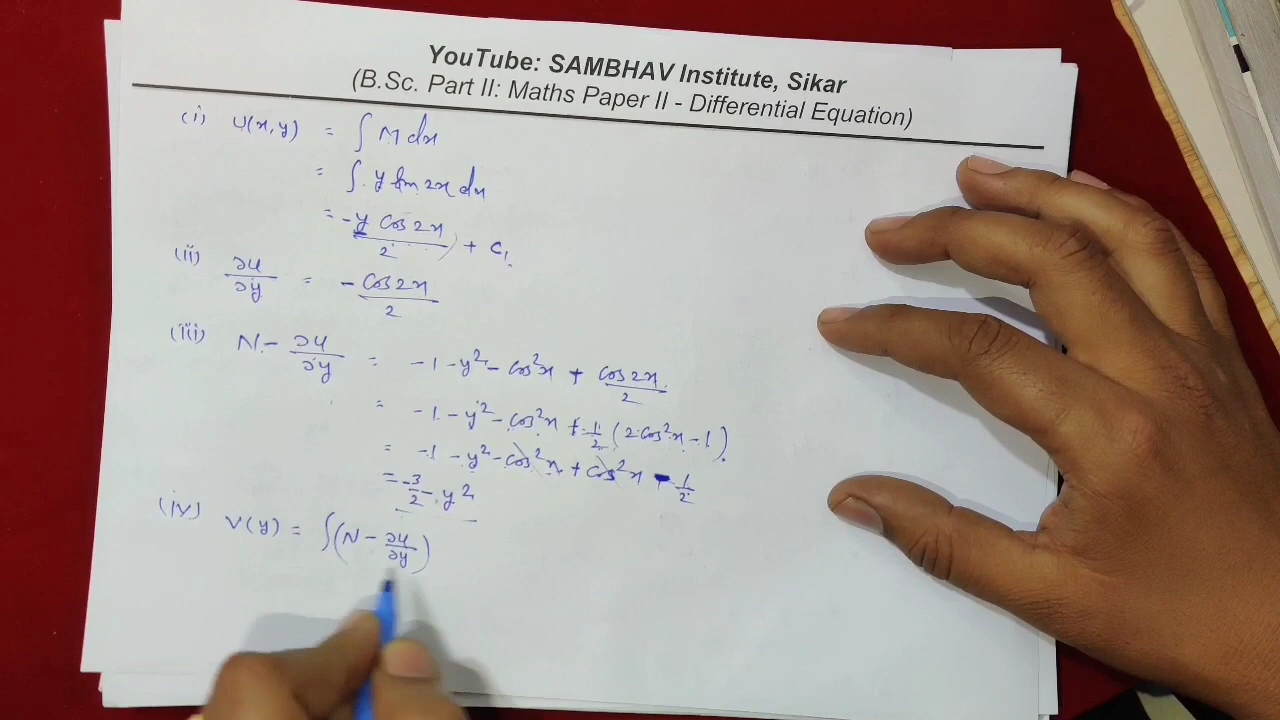 YouTube: SAMBHAV Institute, Sikar
(B.Sc. Part II: Maths Paper II - Differential Equation)
(i) U(x,y) = ∫ M dx
= ∫ y sin 2x dx
= -y cos 2x / 2 + c₁
(ii) ∂U/∂y = - cos 2x / 2
(iii) N - ∂U/∂y = -1 - y² - cos²x + cos 2x / 2
= -1 - y² - cos²x + 1/2 (2cos²x - 1)
= -1 - y² - cos²x + cos²x - 1/2
= -3/2 - y²
(iv) V(y) = ∫(N - ∂U/∂y)